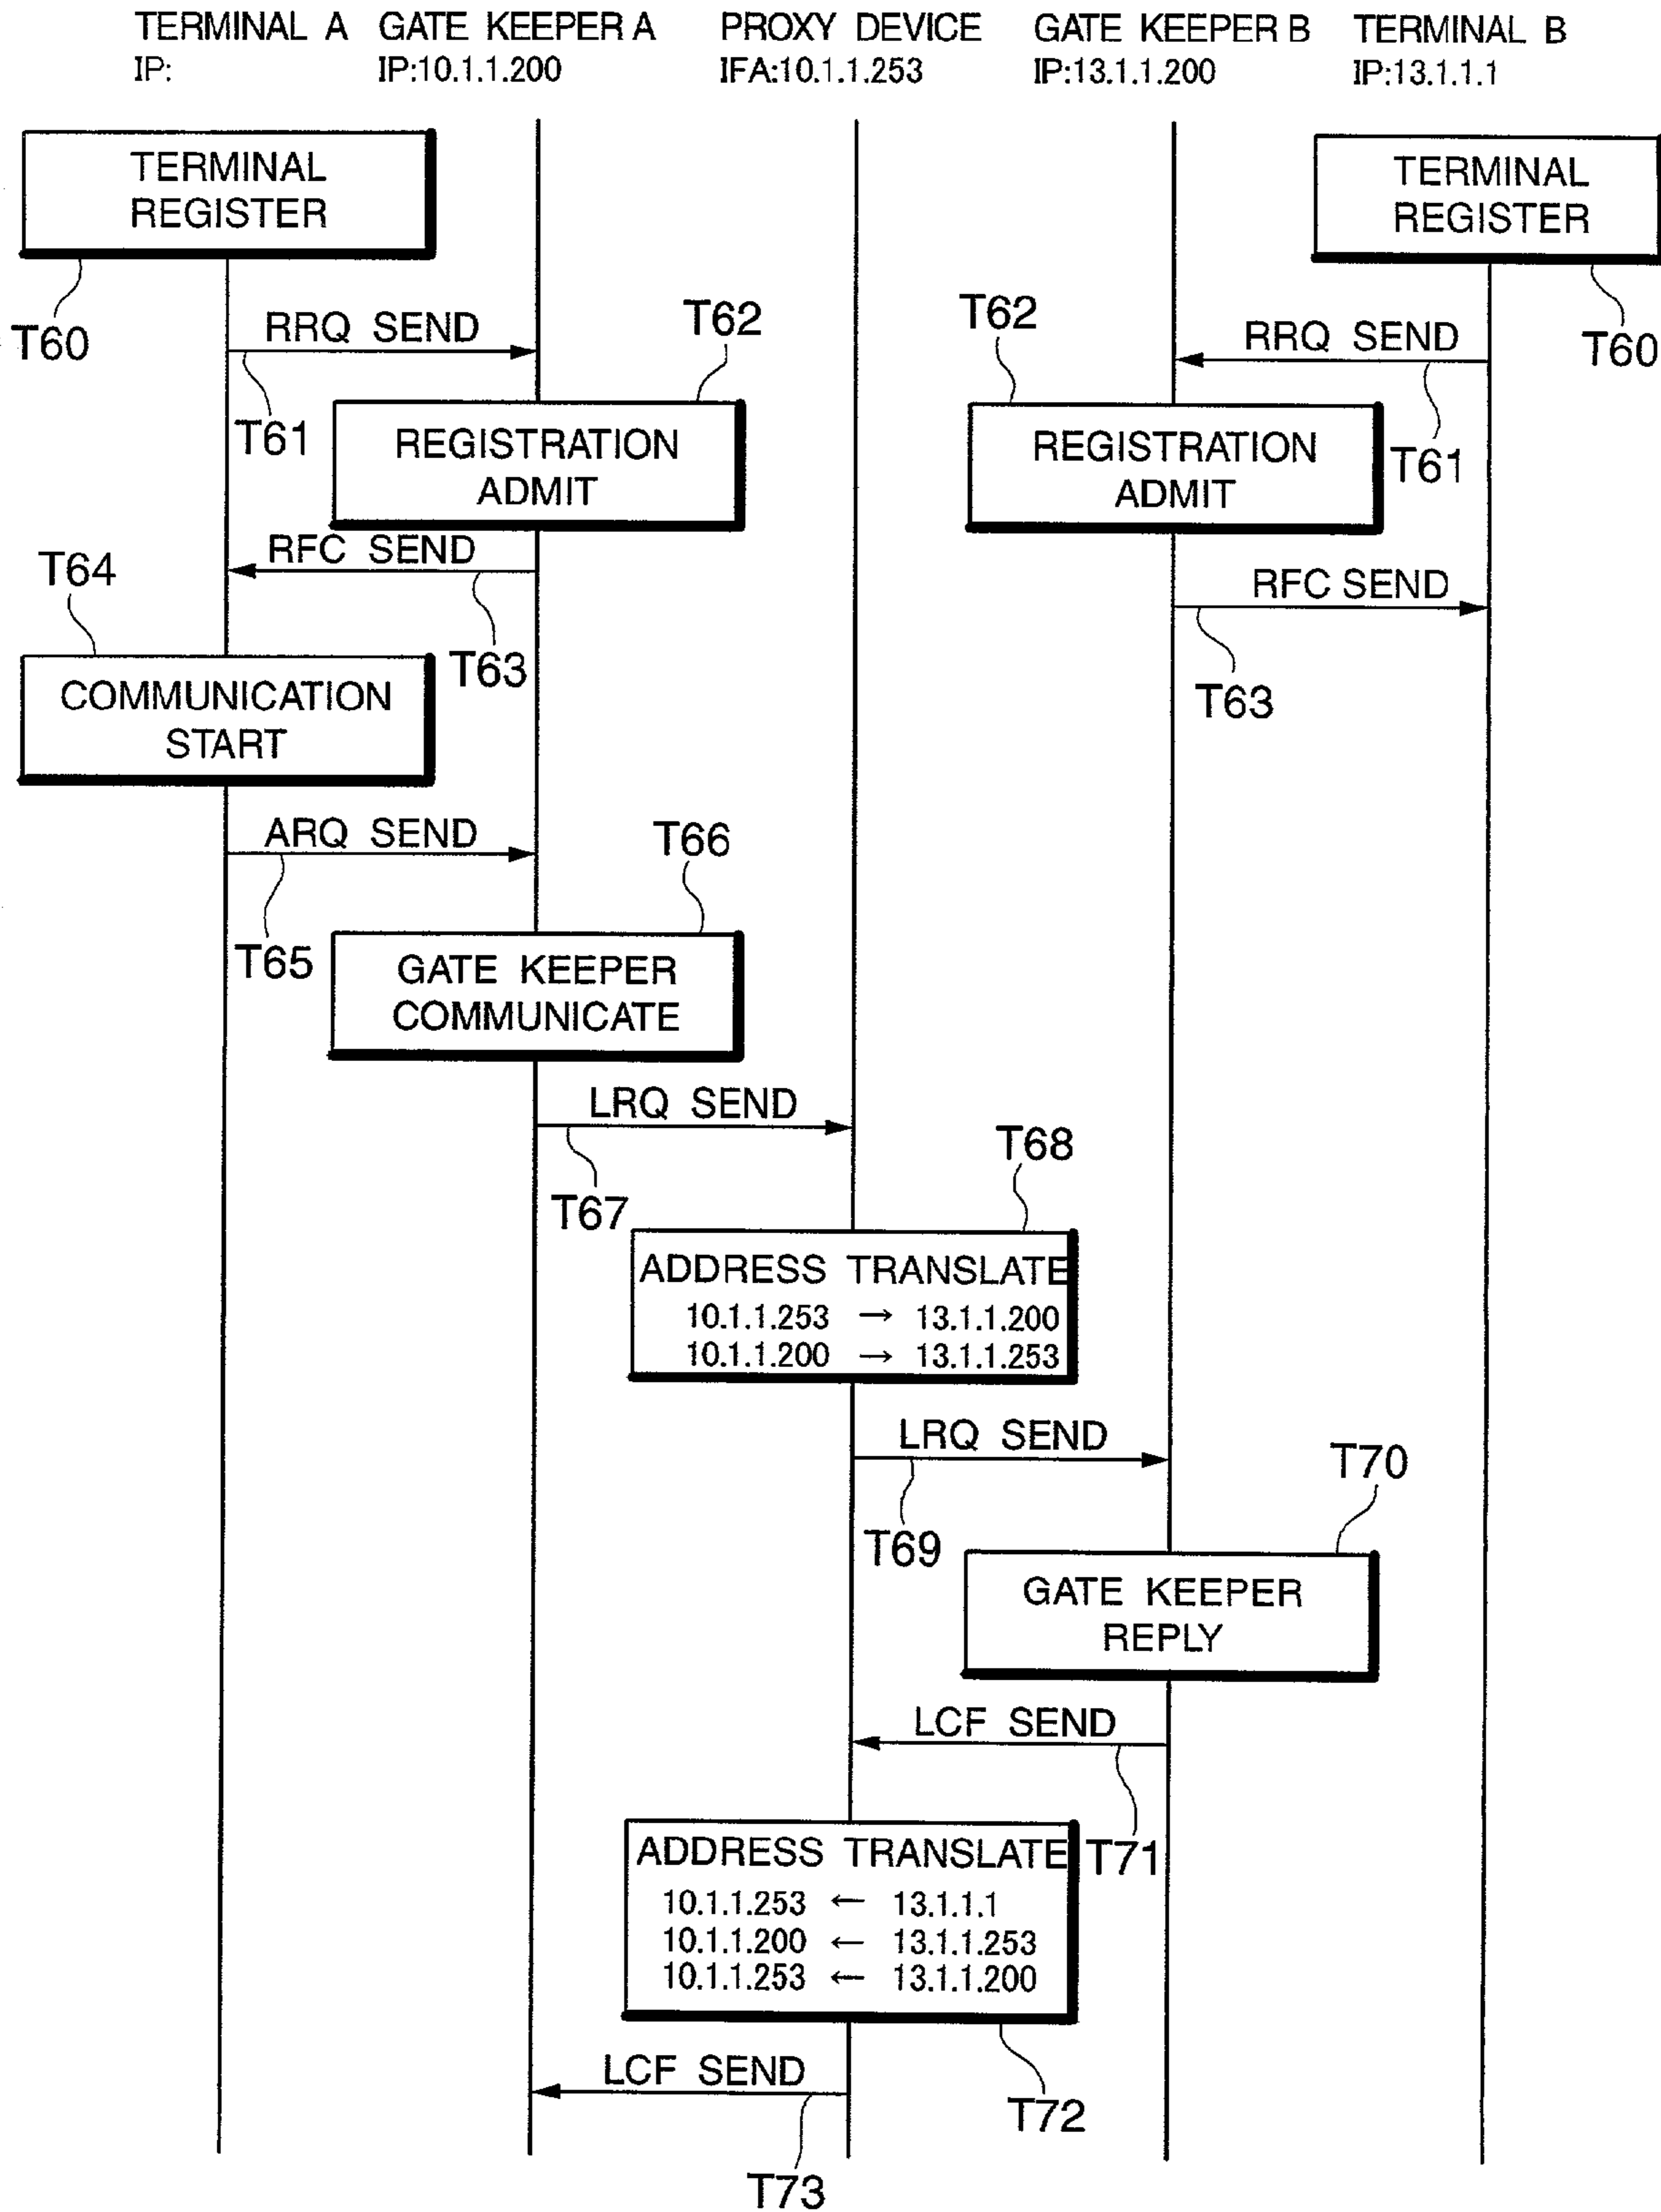 TERMINAL A GATE KEEPER A PROXY DEVICE GATE KEEPER B TERMINAL B
IP: IP:10.1.1.200 IFA:10.1.1.253 IP:13.1.1.200 IP:13.1.1.1
TERMINAL
REGISTER
TERMINAL
REGISTER
T60
RRQ SEND
T62
T62
RRQ SEND
T60
T61
REGISTRATION
ADMIT
REGISTRATION
ADMIT
T61
T64
RFC SEND
RFC SEND
T63
T63
COMMUNICATION
START
ARQ SEND
T66
T65
GATE KEEPER
COMMUNICATE
LRQ SEND
T68
T67
ADDRESS TRANSLATE
10.1.1.253 → 13.1.1.200
10.1.1.200 → 13.1.1.253
LRQ SEND
T70
T69
GATE KEEPER
REPLY
LCF SEND
T71
ADDRESS TRANSLATE
10.1.1.253 ← 13.1.1.1
10.1.1.200 ← 13.1.1.253
10.1.1.253 ← 13.1.1.200
LCF SEND
T72
T73